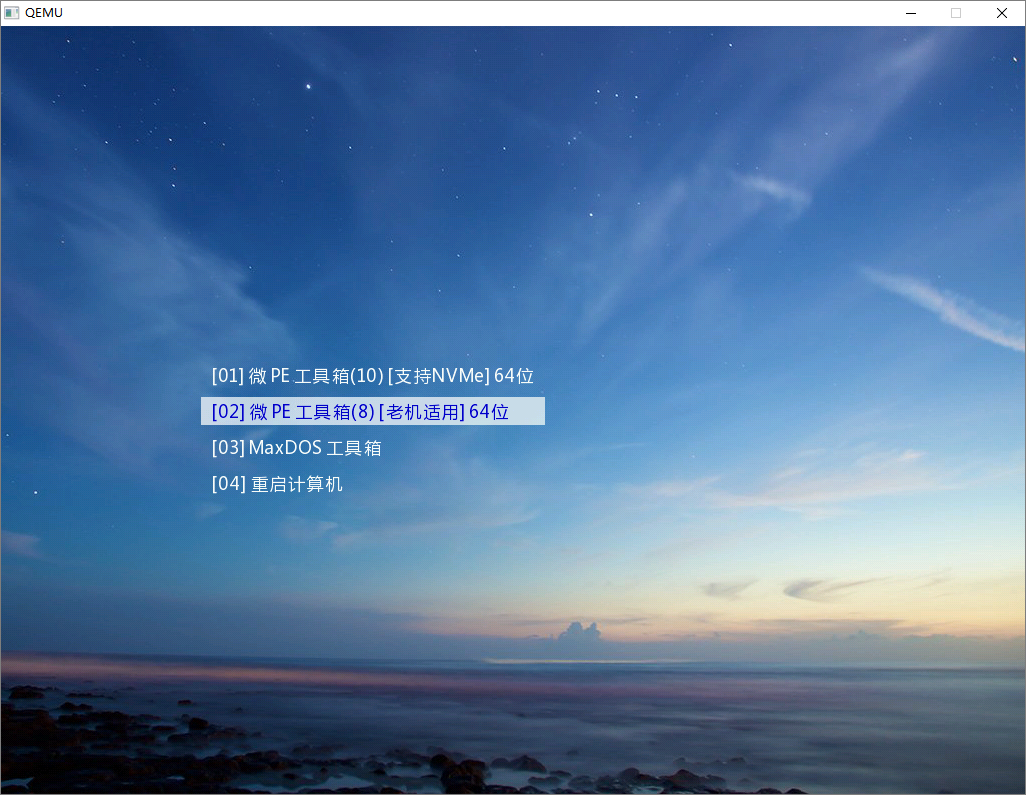 QEMU
[01] 微 PE 工具箱(10) [支持NVMe] 64位
[02] 微 PE 工具箱(8) [老机适用] 64位
[03] MaxDOS 工具箱
[04] 重启计算机